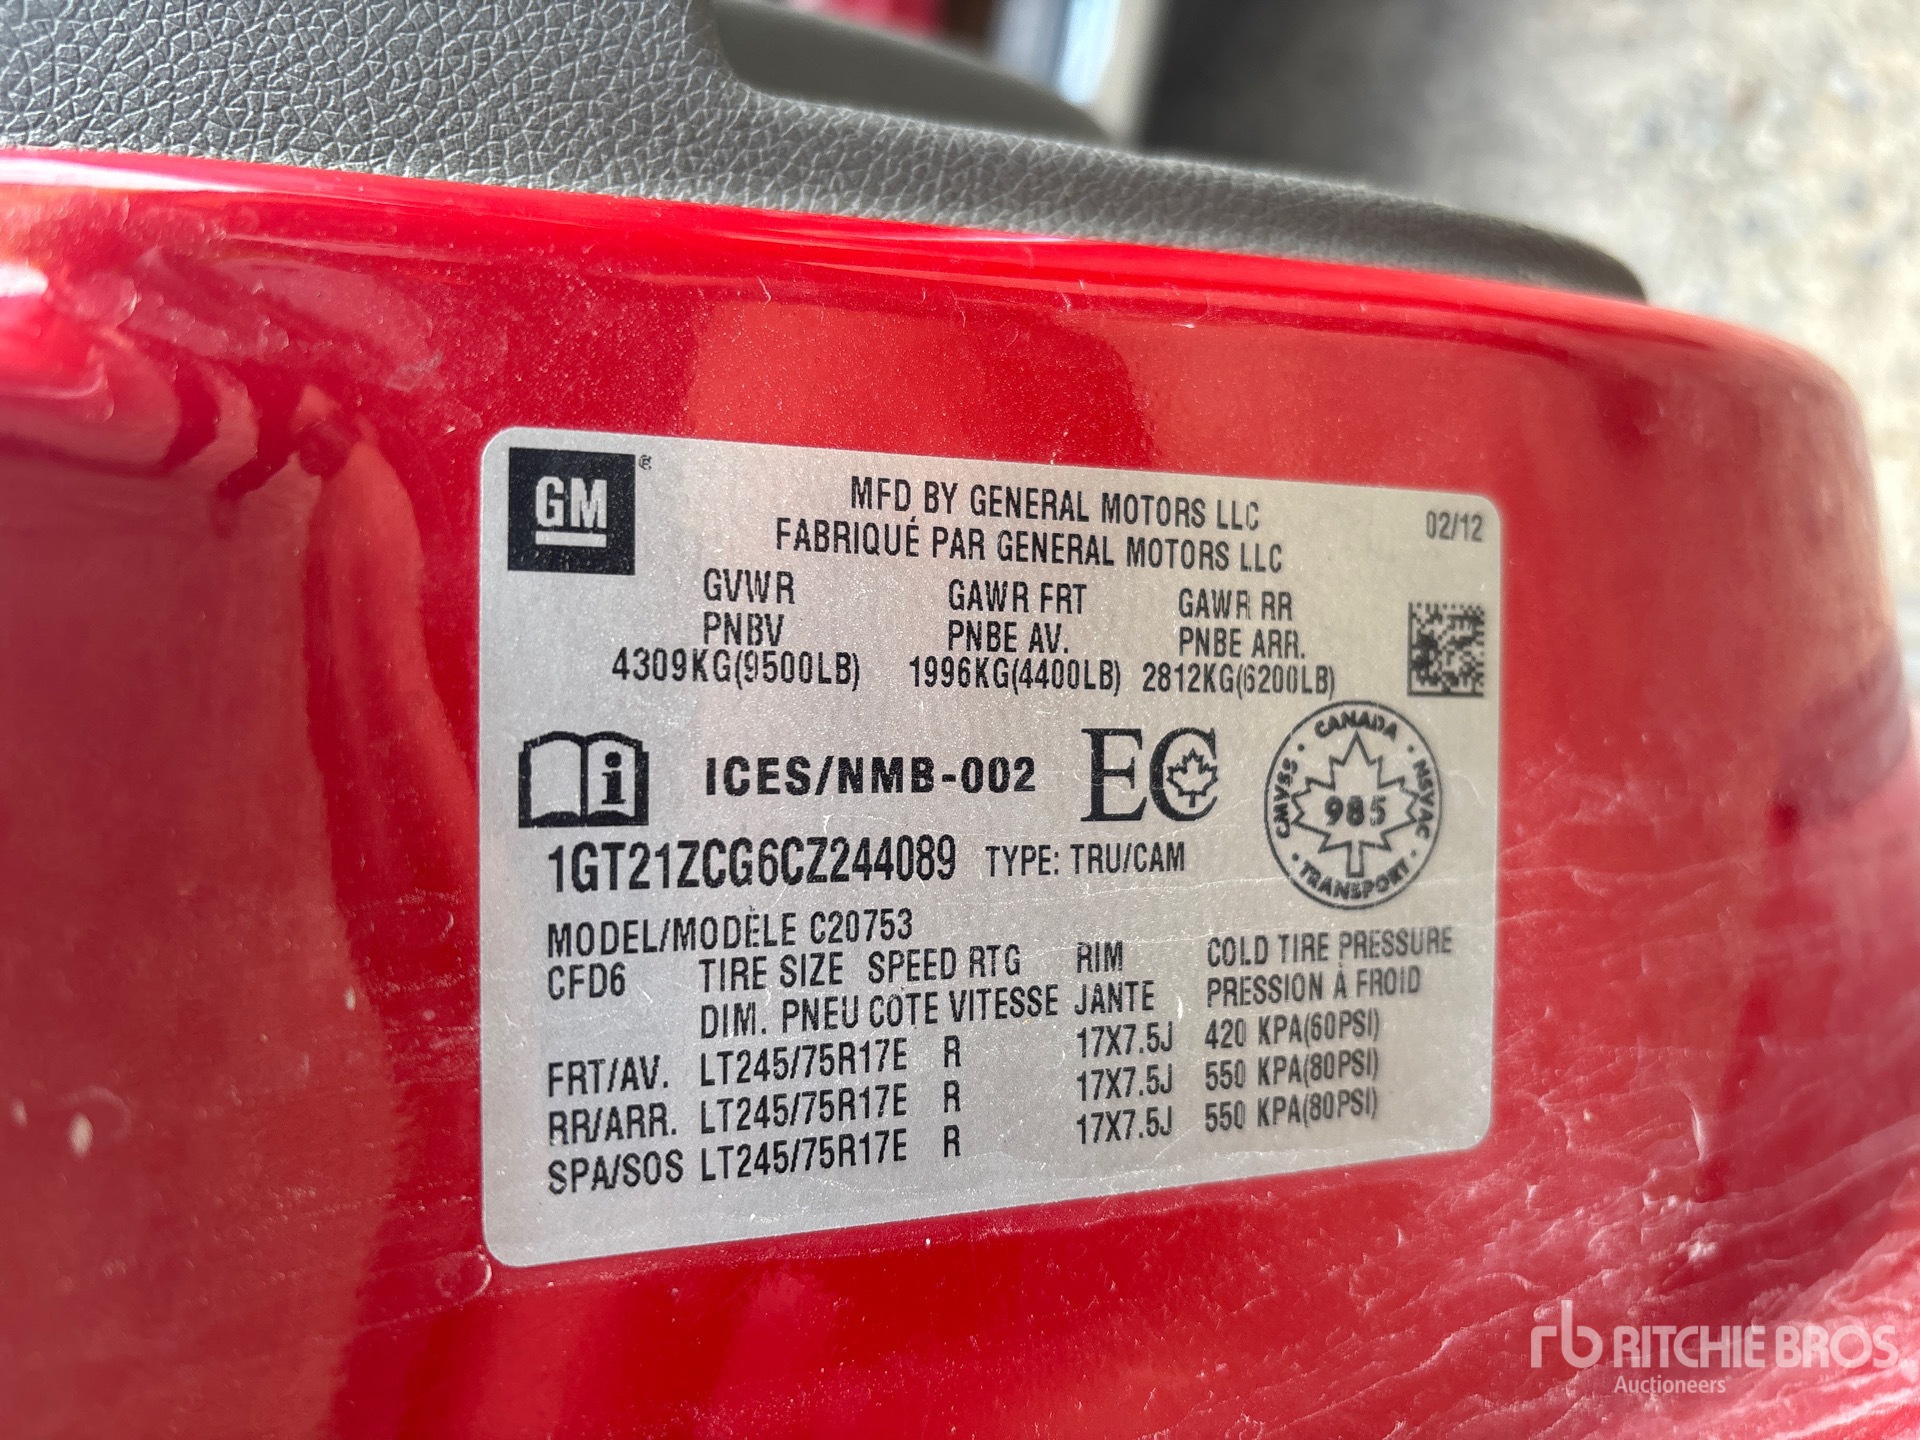 GM®
MFD BY GENERAL MOTORS LLC
02/12
FABRIQUÉ PAR GENERAL MOTORS LLC
GVWR GAWR FRT GAWR RR
PNBV PNBE AV. PNBE ARR.
4309KG(9500LB) 1996KG(4400LB) 2812KG(6200LB)
i ICES/NMB-002 EC
CANADA
CMVSS 985 NSVAC
TRANSPORT
1GT21ZCG6CZ244089 TYPE: TRU/CAM
MODEL/MODÈLE C20753
CFD6 TIRE SIZE SPEED RTG RIM COLD TIRE PRESSURE
DIM. PNEU COTE VITESSE JANTE PRESSION À FROID
FRT/AV. LT245/75R17E R 17X7.5J 420 KPA(60PSI)
RR/ARR. LT245/75R17E R 17X7.5J 550 KPA(80PSI)
SPA/SOS LT245/75R17E R 17X7.5J 550 KPA(80PSI)
rb RITCHIE BROS.
Auctioneers